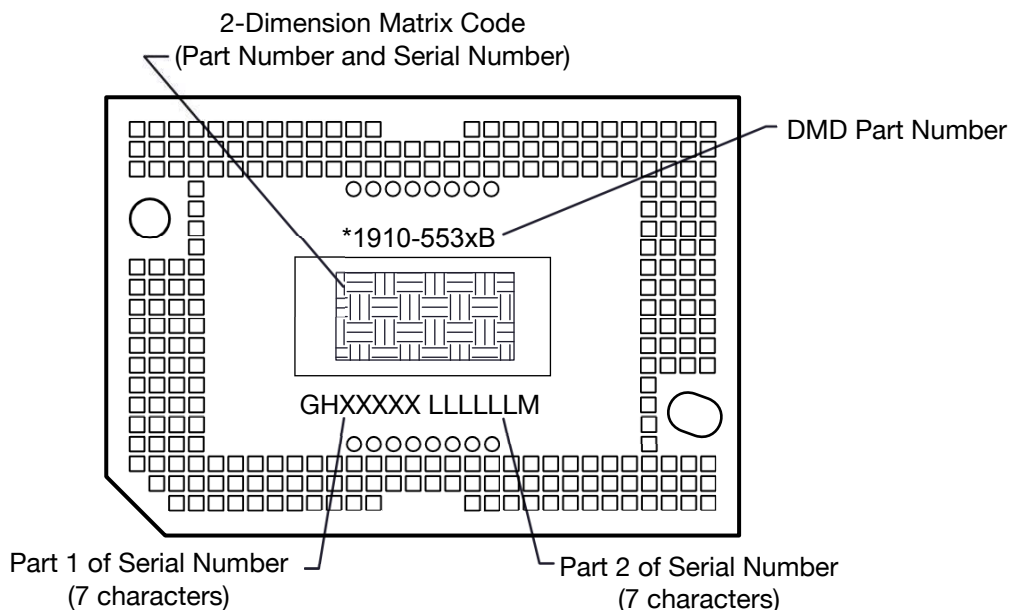 2-Dimension Matrix Code
(Part Number and Serial Number)
DMD Part Number
*1910-553xB
GHXXXXX LLLLLLM
Part 1 of Serial Number
(7 characters)
Part 2 of Serial Number
(7 characters)